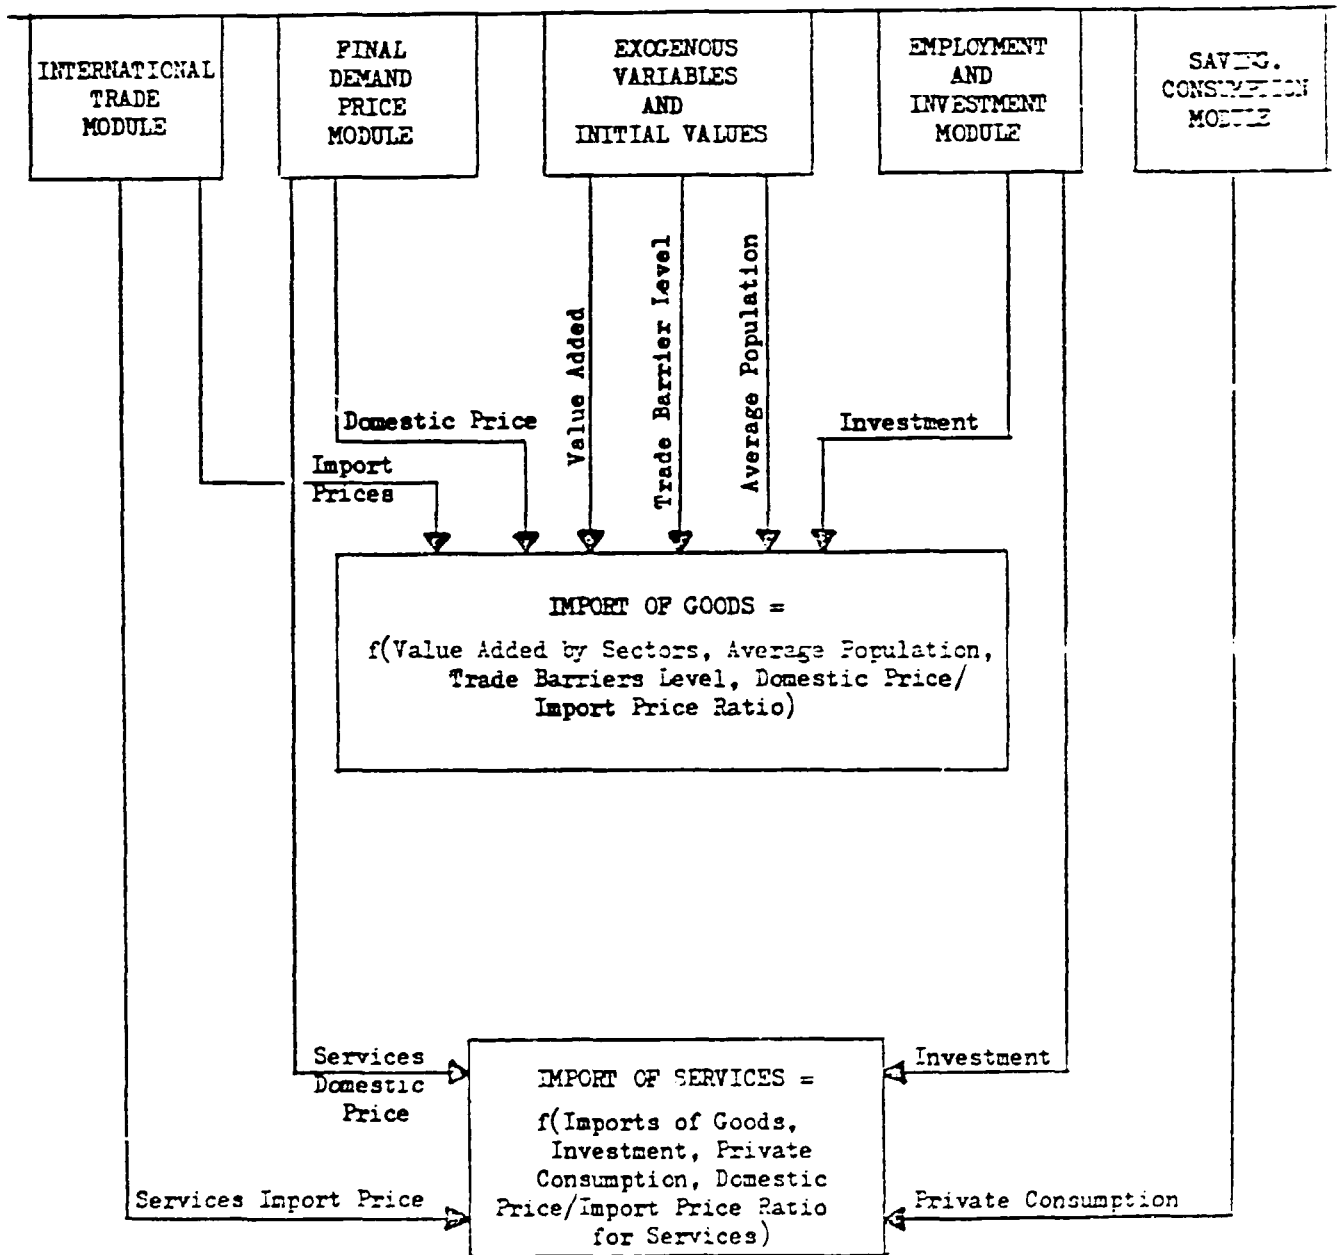 INTERNATIONAL
TRADE
MODULE
FINAL
DEMAND
PRICE
MODULE
EXOGENOUS
VARIABLES
AND
INITIAL VALUES
EMPLOYMENT
AND
INVESTMENT
MODULE
SAVING.
CONSUMPTION
MODULE
Value Added
Trade Barrier Level
Average Population
Domestic Price
Investment
Import
Prices
IMPORT OF GOODS =
f(Value Added by Sectors, Average Population,
Trade Barriers Level, Domestic Price/
Import Price Ratio)
Services
Domestic
Price
Investment
IMPORT OF SERVICES =
f(Imports of Goods,
Investment, Private
Consumption, Domestic
Price/Import Price Ratio
for Services)
Services Import Price
Private Consumption